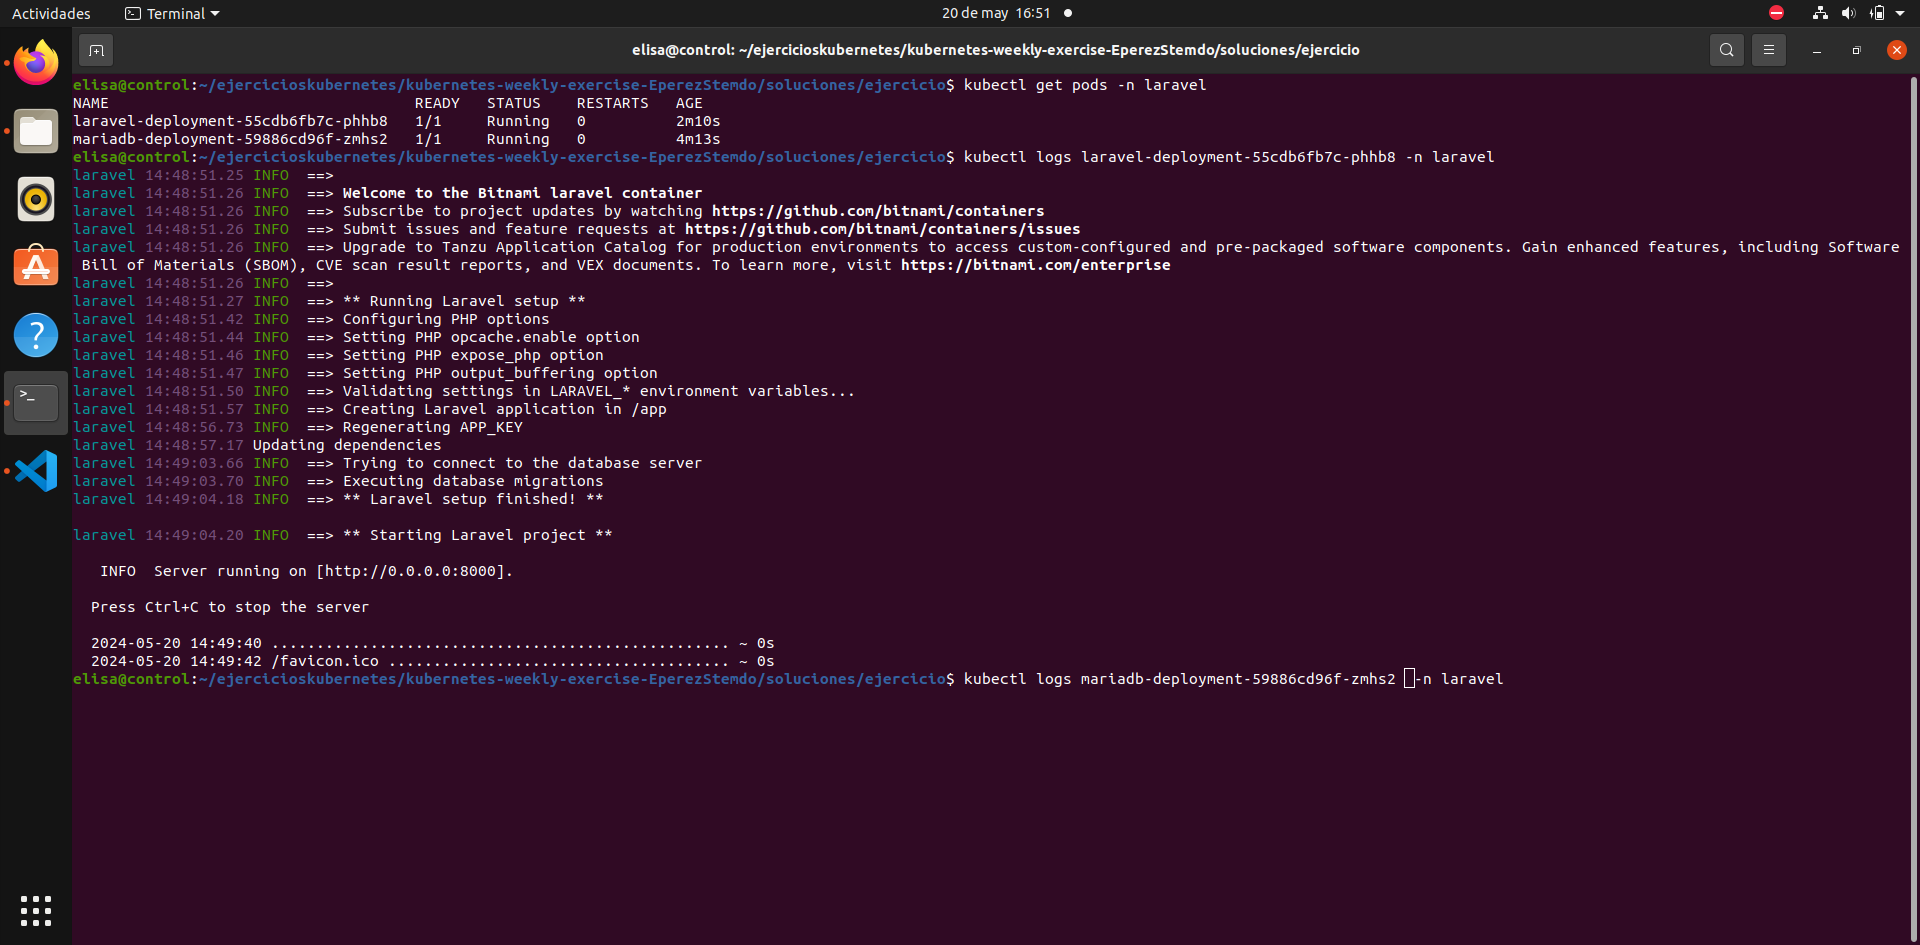 Actividades
Terminal
20 de may 16:51
elisa@control: ~/ejercicioskubernetes/kubernetes-weekly-exercise-EperezStemdo/soluciones/ejercicio
elisa@control:~/ejercicioskubernetes/kubernetes-weekly-exercise-EperezStemdo/soluciones/ejercicio$ kubectl get pods -n laravel
NAME                                  READY   STATUS    RESTARTS   AGE
laravel-deployment-55cdb6fb7c-phhb8   1/1     Running   0          2m10s
mariadb-deployment-59886cd96f-zmhs2   1/1     Running   0          4m13s
elisa@control:~/ejercicioskubernetes/kubernetes-weekly-exercise-EperezStemdo/soluciones/ejercicio$ kubectl logs laravel-deployment-55cdb6fb7c-phhb8 -n laravel
laravel 14:48:51.25 INFO  ==>
laravel 14:48:51.26 INFO  ==> Welcome to the Bitnami laravel container
laravel 14:48:51.26 INFO  ==> Subscribe to project updates by watching https://github.com/bitnami/containers
laravel 14:48:51.26 INFO  ==> Submit issues and feature requests at https://github.com/bitnami/containers/issues
laravel 14:48:51.26 INFO  ==> Upgrade to Tanzu Application Catalog for production environments to access custom-configured and pre-packaged software components. Gain enhanced features, including Software
 Bill of Materials (SBOM), CVE scan result reports, and VEX documents. To learn more, visit https://bitnami.com/enterprise
laravel 14:48:51.26 INFO  ==>
laravel 14:48:51.27 INFO  ==> ** Running Laravel setup **
laravel 14:48:51.42 INFO  ==> Configuring PHP options
laravel 14:48:51.44 INFO  ==> Setting PHP opcache.enable option
laravel 14:48:51.46 INFO  ==> Setting PHP expose_php option
laravel 14:48:51.47 INFO  ==> Setting PHP output_buffering option
laravel 14:48:51.50 INFO  ==> Validating settings in LARAVEL_* environment variables...
laravel 14:48:51.57 INFO  ==> Creating Laravel application in /app
laravel 14:48:56.73 INFO  ==> Regenerating APP_KEY
laravel 14:48:57.17 Updating dependencies
laravel 14:49:03.66 INFO  ==> Trying to connect to the database server
laravel 14:49:03.70 INFO  ==> Executing database migrations
laravel 14:49:04.18 INFO  ==> ** Laravel setup finished! **
laravel 14:49:04.20 INFO  ==> ** Starting Laravel project **
   INFO  Server running on [http://0.0.0.0:8000].
  Press Ctrl+C to stop the server
  2024-05-20 14:49:40 ................................................... ~ 0s
  2024-05-20 14:49:42 /favicon.ico ...................................... ~ 0s
elisa@control:~/ejercicioskubernetes/kubernetes-weekly-exercise-EperezStemdo/soluciones/ejercicio$ kubectl logs mariadb-deployment-59886cd96f-zmhs2 -n laravel